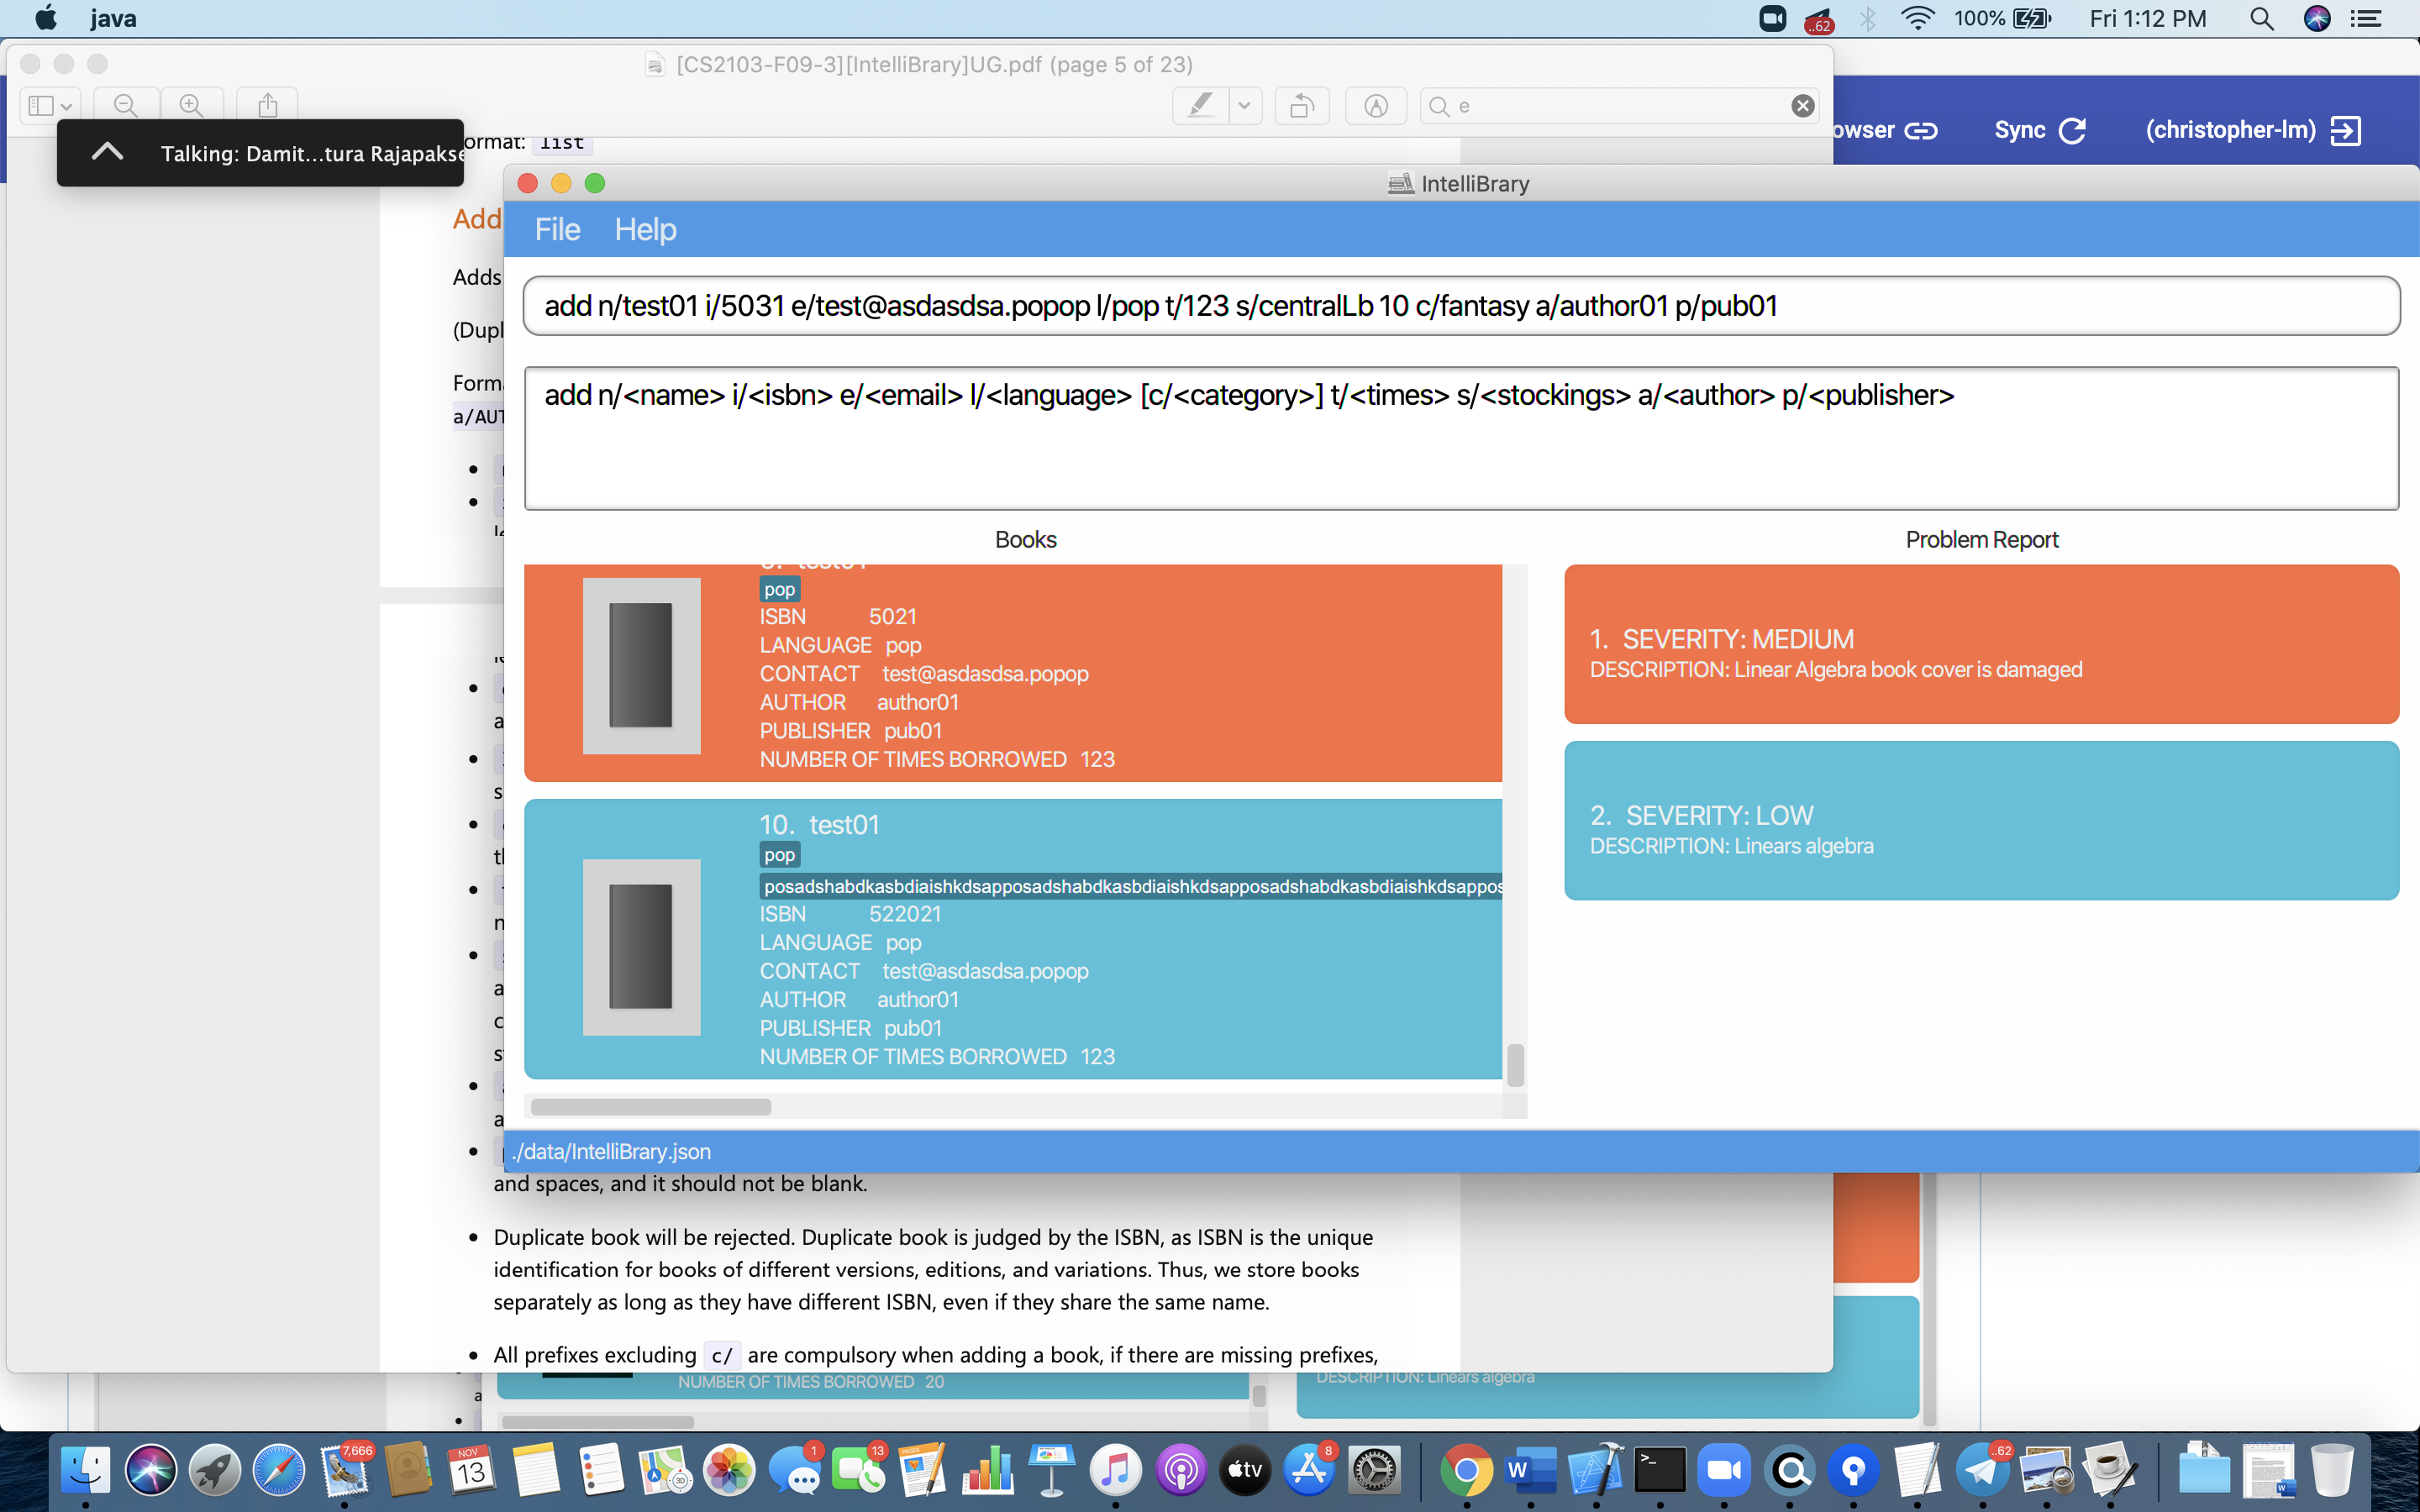 java
..62
100%
Fri 1:12 PM
[CS2103-F09-3][IntelliBrary]UG.pdf (page 5 of 23)
e
Sync
(christopher-lm)
Talking: Damit...tura Rajapakse
list
IntelliBrary
Add
File Help
Adds
(Dupl
add n/test01 i/5031 e/test@asdasdsa.popop l/pop t/123 s/centralLb 10 c/fantasy a/author01 p/pub01
Forma
a/AUT
add n/<name> i/<isbn> e/<email> l/<language> [c/<category>] t/<times> s/<stockings> a/<author> p/<publisher>
Books
Problem Report
pop
ISBN 5021
LANGUAGE pop
CONTACT test@asdasdsa.popop
AUTHOR author01
PUBLISHER pub01
NUMBER OF TIMES BORROWED 123
10. test01
pop
posadshabdkasbdiaishkdsapposadshabdkasbdiaishkdsapposadshabdkasbdiaishkdsappos
ISBN 522021
LANGUAGE pop
CONTACT test@asdasdsa.popop
AUTHOR author01
PUBLISHER pub01
NUMBER OF TIMES BORROWED 123
1. SEVERITY: MEDIUM
DESCRIPTION: Linear Algebra book cover is damaged
2. SEVERITY: LOW
DESCRIPTION: Linears algebra
./data/IntelliBrary.json
and spaces, and it should not be blank.
• Duplicate book will be rejected. Duplicate book is judged by the ISBN, as ISBN is the unique
identification for books of different versions, editions, and variations. Thus, we store books
separately as long as they have different ISBN, even if they share the same name.
• All prefixes excluding c/ are compulsory when adding a book, if there are missing prefixes,
NUMBER OF TIMES BORROWED 20
DESCRIPTION: Linears algebra
7,666
NOV
13
3D
1
13
PAGES
tv
8
W
>_
..62
W